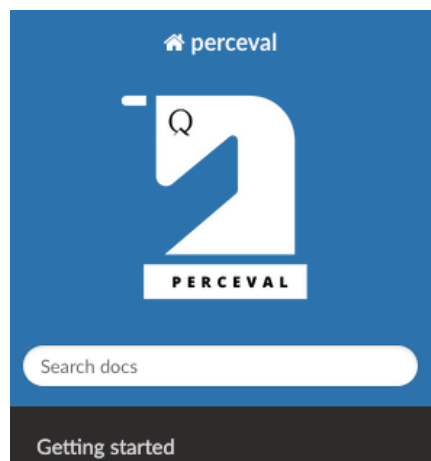 perceval
Q
PERCEVAL
Search docs
Getting started